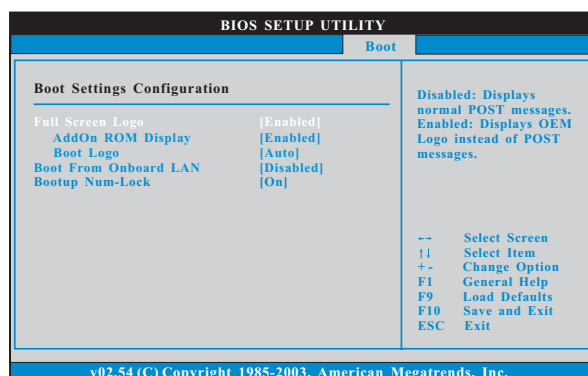 BIOS SETUP UTILITY
Boot
Boot Settings Configuration
Full Screen Logo [Enabled]
AddOn ROM Display [Enabled]
Boot Logo [Auto]
Boot From Onboard LAN [Disabled]
Bootup Num-Lock [On]
Disabled: Displays
normal POST messages.
Enabled: Displays OEM
Logo instead of POST
messages.
←→ Select Screen
↑↓ Select Item
+ - Change Option
F1 General Help
F9 Load Defaults
F10 Save and Exit
ESC Exit
v02.54 (C) Copyright 1985-2003, American Megatrends, Inc.